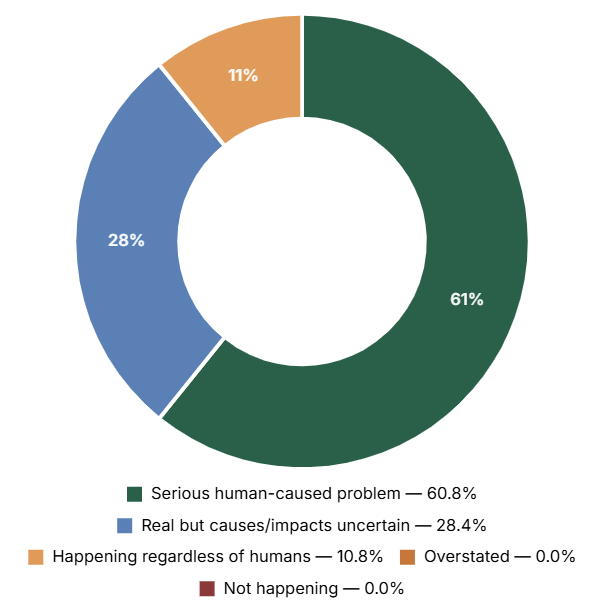 11%
28%
61%
Serious human-caused problem — 60.8%
Real but causes/impacts uncertain — 28.4%
Happening regardless of humans — 10.8% Overstated — 0.0%
Not happening — 0.0%